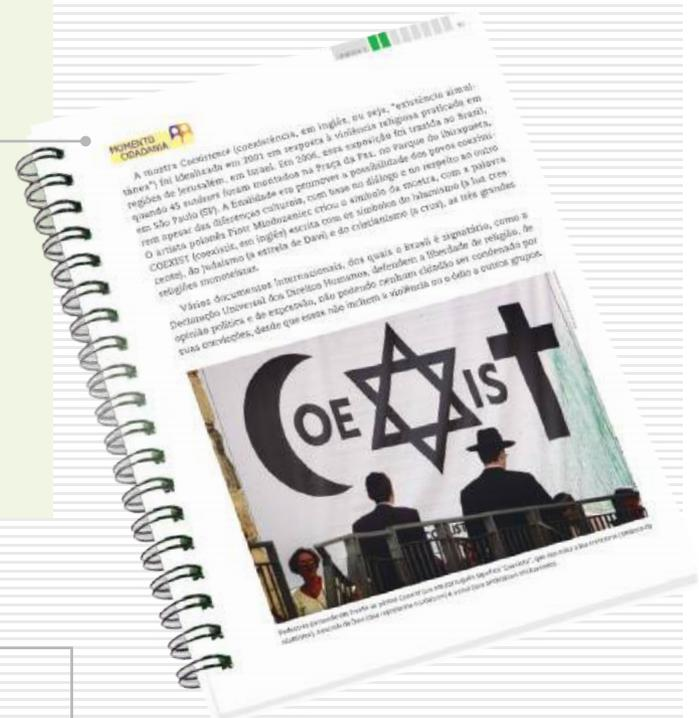 MOMENTO
CIDADANIA
A mostra Coexistence (coexistência, em inglês, ou seja, "existência simul-
tânea") foi idealizada em 2001 em resposta à violência religiosa praticada em
regiões de Jerusalém, em Israel. Em 2006, essa exposição foi trazida ao Brasil,
quando 45 outdoors foram montados na Praça da Paz, no Parque do Ibirapuera,
em São Paulo (SP). A finalidade era promover a possibilidade dos povos coexisti-
rem apesar das diferenças culturais, com base no diálogo e no respeito ao outro
O artista polonês Piotr Mlodozeniec criou o símbolo da mostra, com a palavra
COEXIST (coexistir, em inglês) escrita com os símbolos do islamismo (a lua cres-
cente), do judaísmo (a estrela de Davi) e do cristianismo (a cruz), as três grandes
religiões monoteístas.
Vários documentos internacionais, dos quais o Brasil é signatário, como a
Declaração Universal dos Direitos Humanos, defendem a liberdade de religião, de
opinião política e de expressão, não podendo nenhum cidadão ser condenado por
suas convicções, desde que essas não incitem a violência ou o ódio a outros grupos.
OE IS